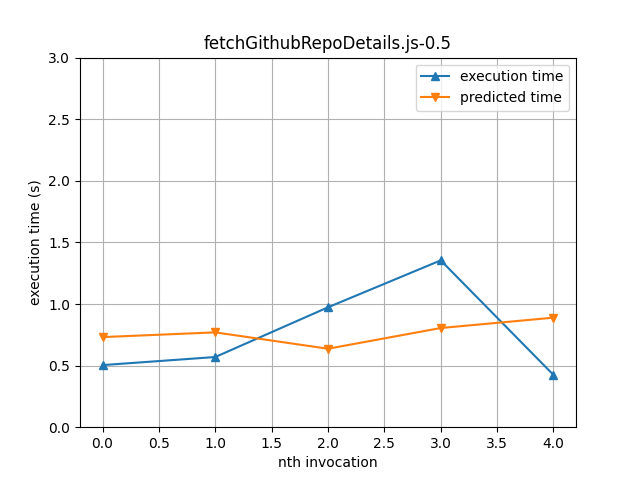 fetchGithubRepoDetails.js-0.5
execution time
predicted time
execution time (s)
3.0
2.5
2.0
1.5
1.0
0.5
0.0
0.0 0.5 1.0 1.5 2.0 2.5 3.0 3.5 4.0
nth invocation